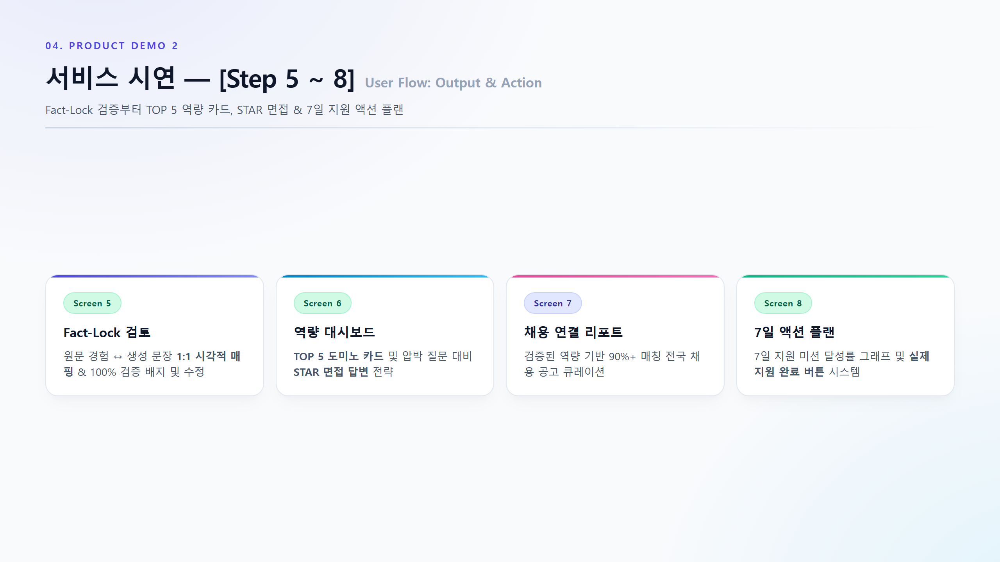 04. PRODUCT DEMO 2
서비스 시연 — [Step 5 ~ 8] User Flow: Output & Action
Fact-Lock 검증부터 TOP 5 역량 카드, STAR 면접 & 7일 지원 액션 플랜
Screen 5
Fact-Lock 검토
원문 경험 ↔ 생성 문장 1:1 시각적 매
핑 & 100% 검증 배지 및 수정
Screen 6
역량 대시보드
TOP 5 도미노 카드 및 압박 질문 대비
STAR 면접 답변 전략
Screen 7
채용 연결 리포트
검증된 역량 기반 90%+ 매칭 전국 채
용 공고 큐레이션
Screen 8
7일 액션 플랜
7일 지원 미션 달성률 그래프 및 실제
지원 완료 버튼 시스템